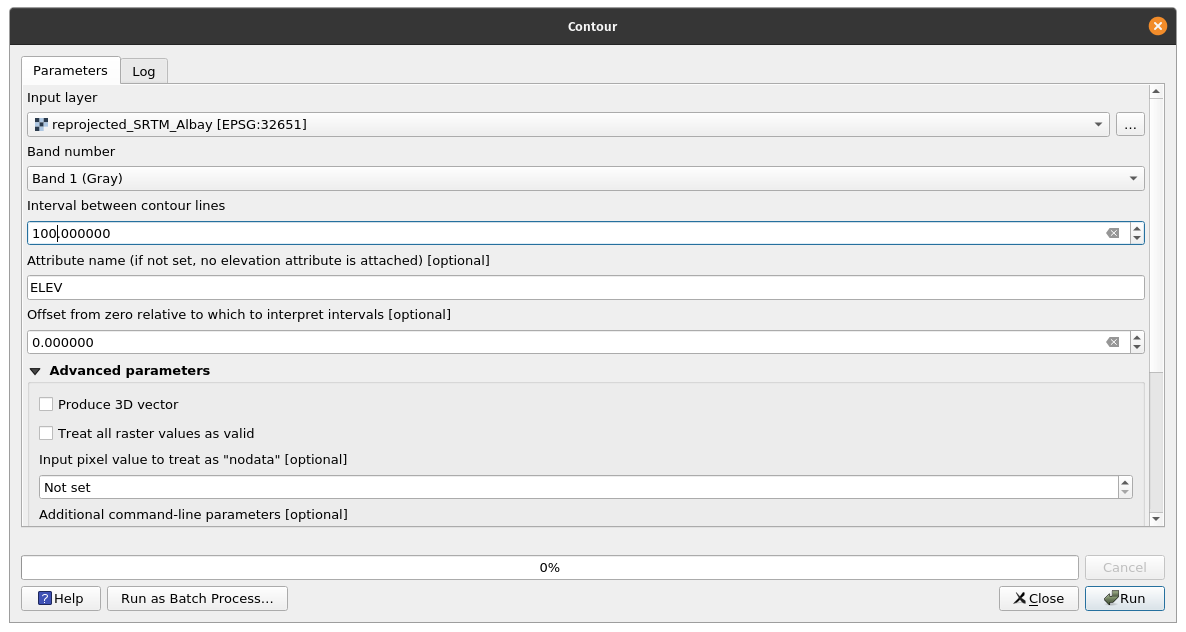 Contour
Parameters
Log
Input layer
reprojected_SRTM_Albay [EPSG:32651]
...
Band number
Band 1 (Gray)
Interval between contour lines
100.000000
Attribute name (if not set, no elevation attribute is attached) [optional]
ELEV
Offset from zero relative to which to interpret intervals [optional]
0.000000
Advanced parameters
Produce 3D vector
Treat all raster values as valid
Input pixel value to treat as "nodata" [optional]
Not set
Additional command-line parameters [optional]
0%
Cancel
Help
Run as Batch Process...
Close
Run